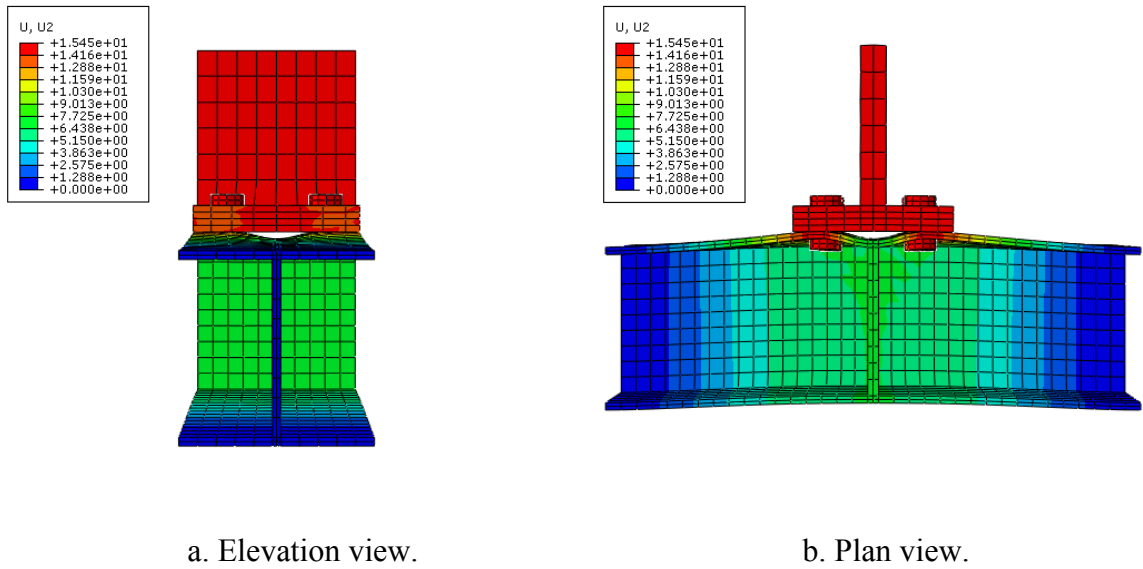 U, U2
+1.545e+01
+1.416e+01
+1.288e+01
+1.159e+01
+1.030e+01
+9.013e+00
+7.725e+00
+6.438e+00
+5.150e+00
+3.863e+00
+2.575e+00
+1.288e+00
+0.000e+00
U, U2
+1.545e+01
+1.416e+01
+1.288e+01
+1.159e+01
+1.030e+01
+9.013e+00
+7.725e+00
+6.438e+00
+5.150e+00
+3.863e+00
+2.575e+00
+1.288e+00
+0.000e+00
a. Elevation view.
b. Plan view.